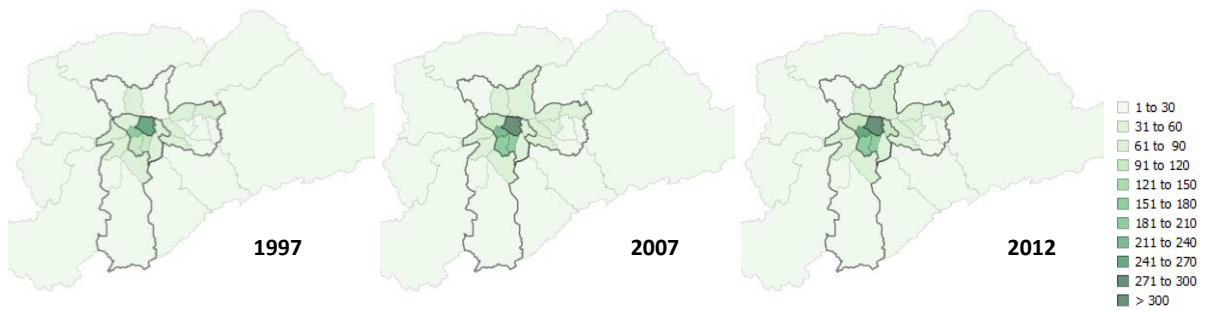 1997
2007
2012
1 to 30
31 to 60
61 to 90
91 to 120
121 to 150
151 to 180
181 to 210
211 to 240
241 to 270
271 to 300
> 300